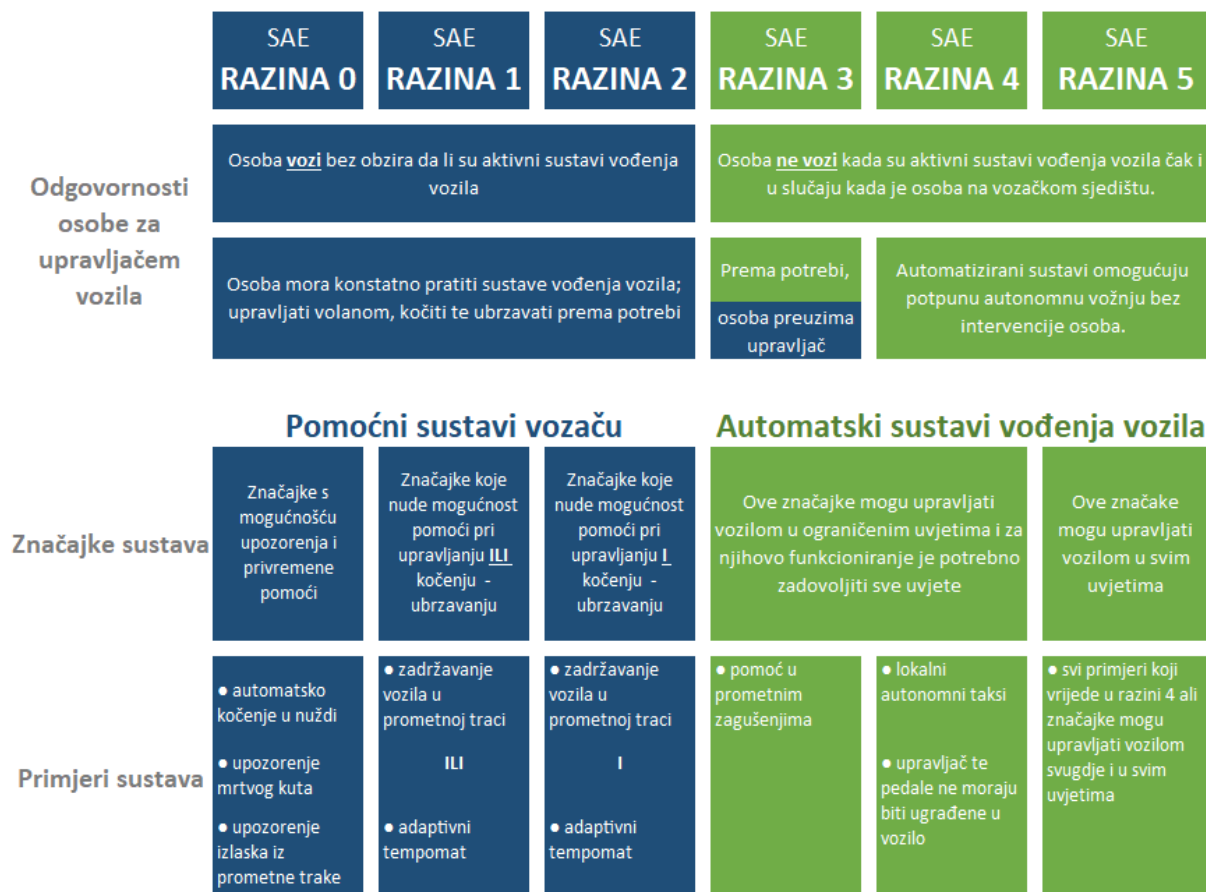 SAE
RAZINA 0
SAE
RAZINA 1
SAE
RAZINA 2
SAE
RAZINA 3
SAE
RAZINA 4
SAE
RAZINA 5
Odgovornosti
osobe za
upravljačem
vozila
Osoba vozi bez obzira da li su aktivni sustavi vođenja
vozila
Osoba ne vozi kada su aktivni sustavi vođenja vozila čak i
u slučaju kada je osoba na vozačkom sjedištu.
Osoba mora konstatno pratiti sustave vođenja vozila;
upravljati volanom, kočiti te ubrzavati prema potrebi
Prema potrebi,
osoba preuzima
upravljač
Automatizirani sustavi omogućuju
potpunu autonomnu vožnju bez
intervencije osoba.
Pomoćni sustavi vozaču
Automatski sustavi vođenja vozila
Značajke sustava
Značajke s
mogućnošću
upozorenja i
privremene
pomoći
Značajke koje
nude mogućnost
pomoći pri
upravljanju ILI
kočenju -
ubrzavanju
Značajke koje
nude mogućnost
pomoći pri
upravljanju I
kočenju -
ubrzavanju
Ove značajke mogu upravljati
vozilom u ograničenim uvjetima i za
njihovo funkcioniranje je potrebno
zadovoljiti sve uvjete
Ove značake
mogu upravljati
vozilom u svim
uvjetima
Primjeri sustava
● automatsko
kočenje u nuždi
● upozorenje
mrtvog kuta
● upozorenje
izlaska iz
prometne trake
● zadržavanje
vozila u
prometnoj traci
ILI
● adaptivni
tempomat
● zadržavanje
vozila u
prometnoj traci
I
● adaptivni
tempomat
● pomoć u
prometnim
zagušenjima
● lokalni
autonomni taksi
● upravljač te
pedale ne moraju
biti ugrađene u
vozilo
● svi primjeri koji
vrijede u razini 4 ali
značajke mogu
upravljati vozilom
svugdje i u svim
uvjetima